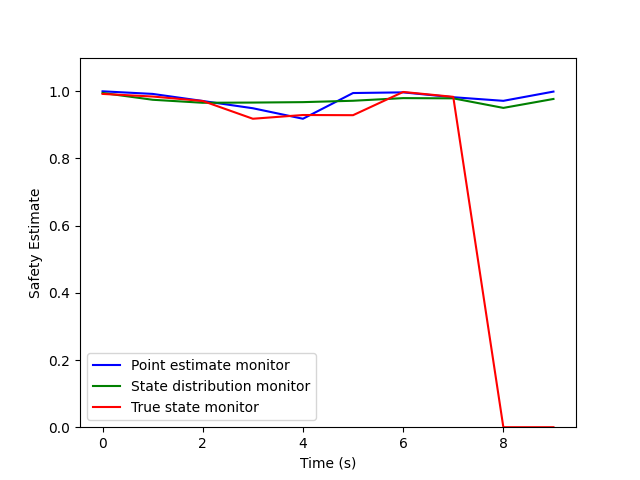 1.0
0.8
0.6
0.4
0.2
0.0
Safety Estimate
Point estimate monitor
State distribution monitor
True state monitor
0 2 4 6 8
Time (s)